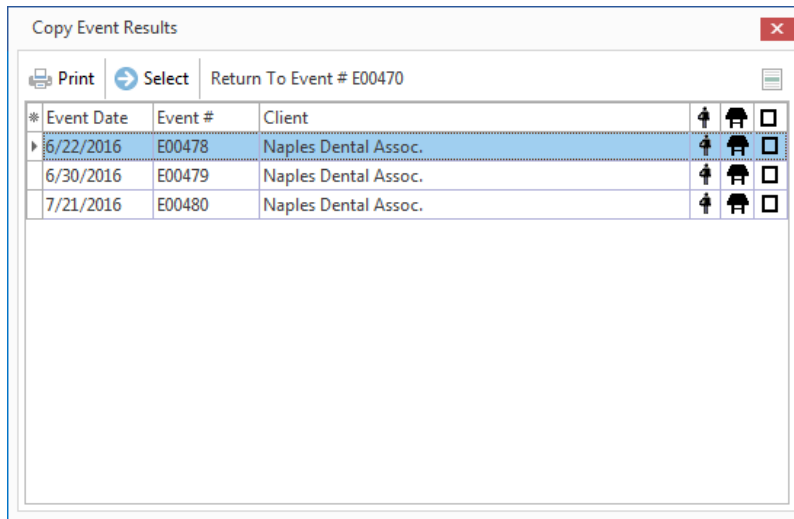 Copy Event Results
Print Select Return To Event # E00470
Event Date Event # Client
6/22/2016 E00478 Naples Dental Assoc.
6/30/2016 E00479 Naples Dental Assoc.
7/21/2016 E00480 Naples Dental Assoc.